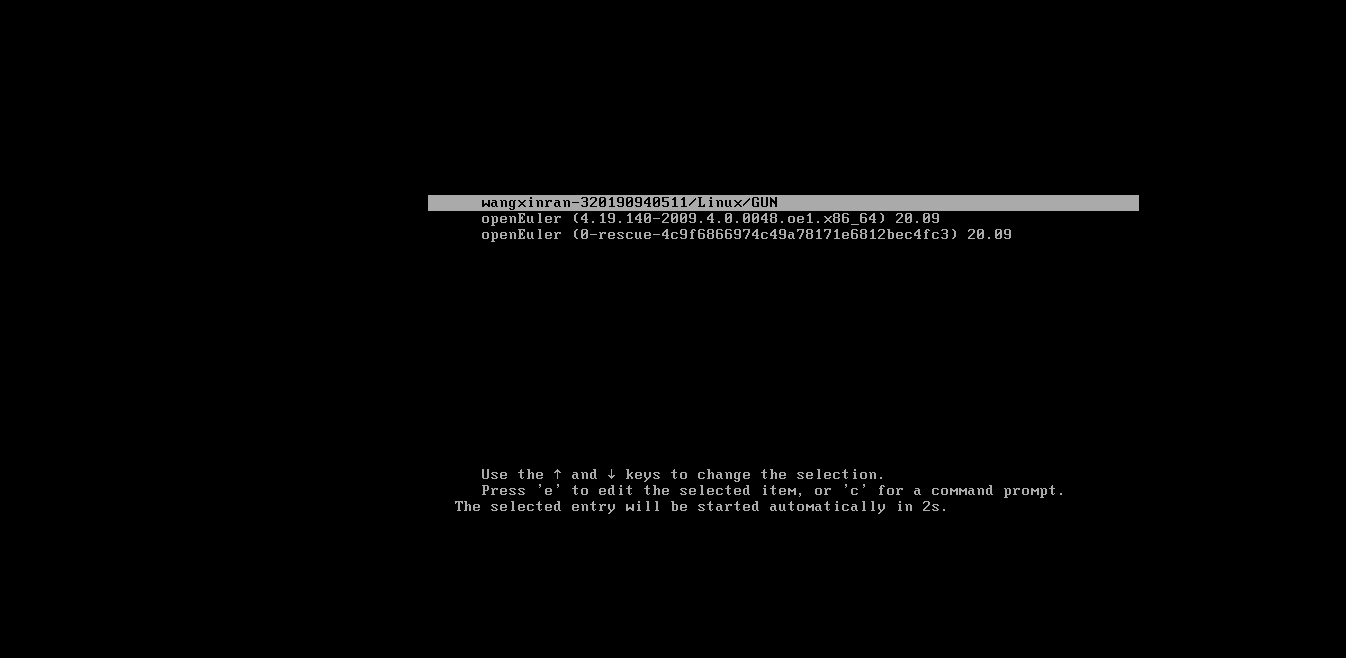 wangxinran-320190940511/Linux/GUN
openEuler (4.19.140-2009.4.0.0048.oe1.x86_64) 20.09
openEuler (0-rescue-4c9f6866974c49a78171e6812bec4fc3) 20.09
Use the ↑ and ↓ keys to change the selection.
Press 'e' to edit the selected item, or 'c' for a command prompt.
The selected entry will be started automatically in 2s.